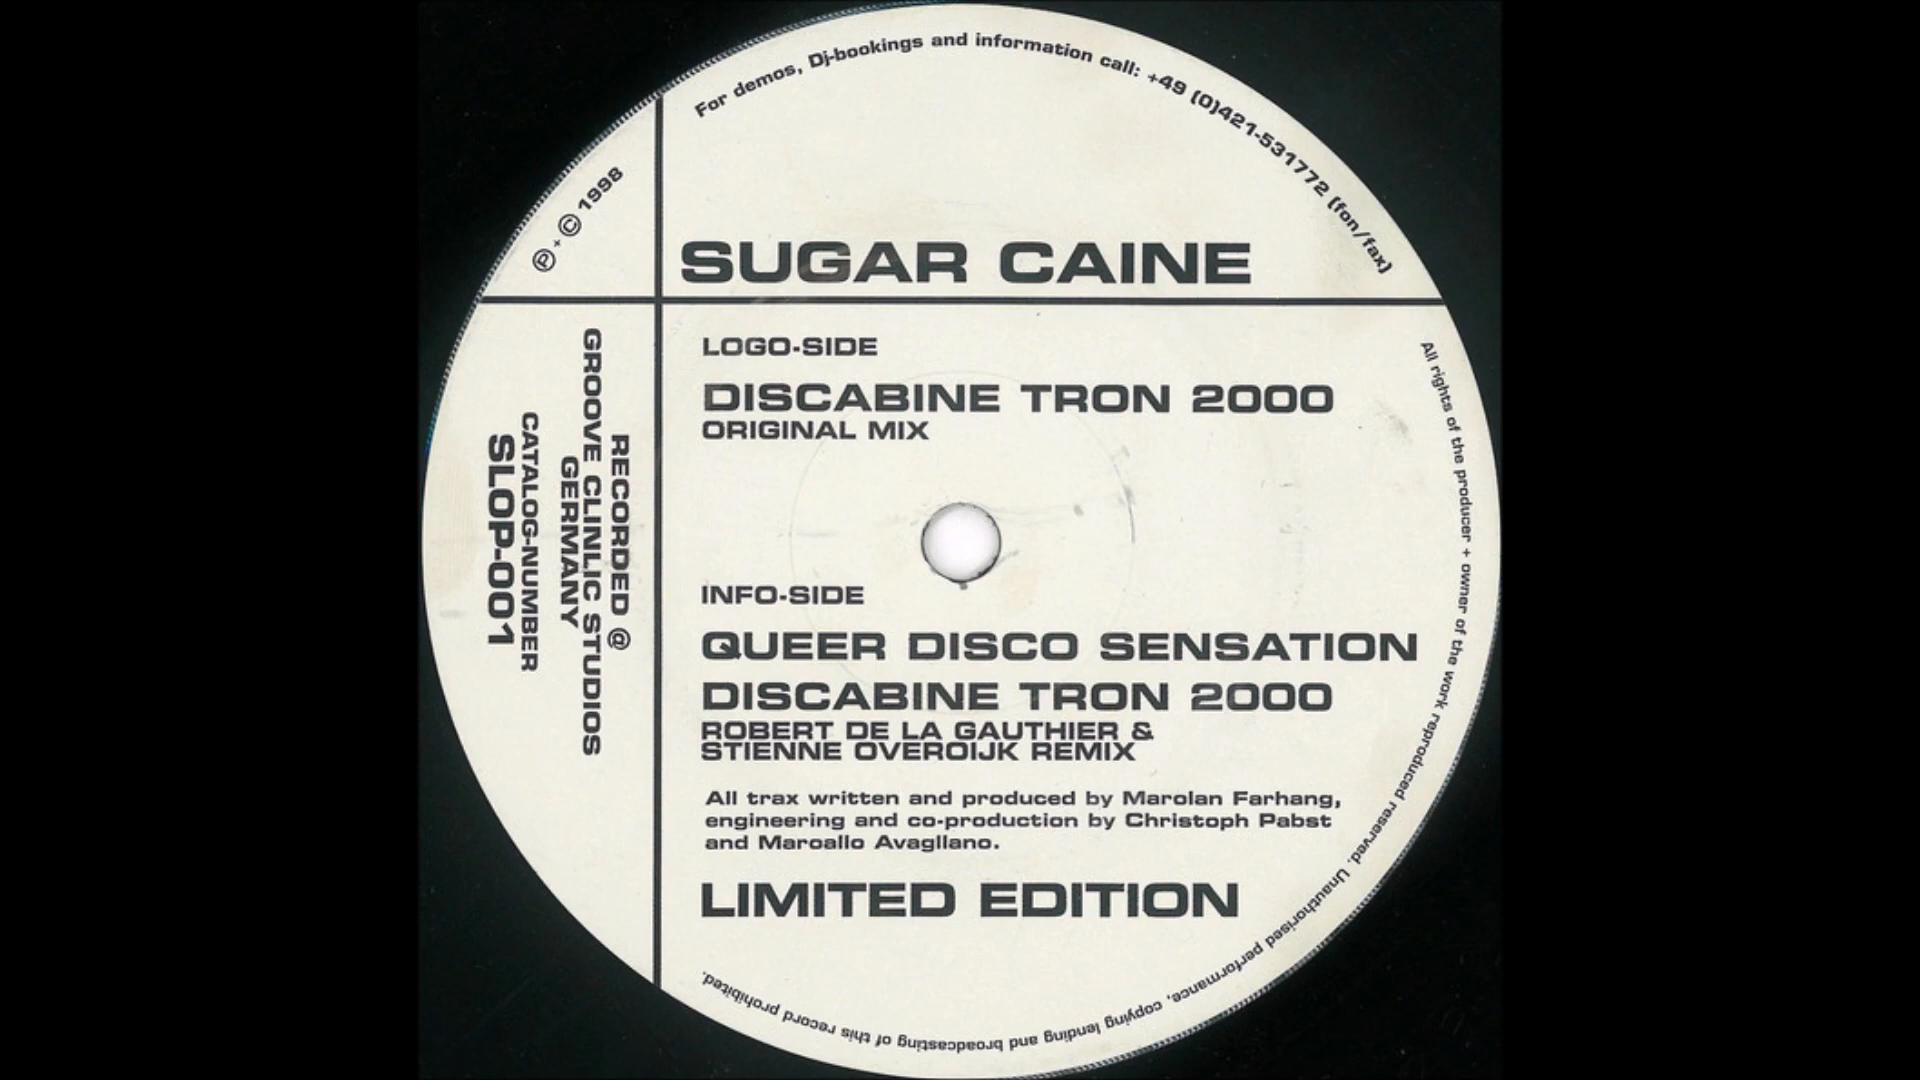 For demos, Dj-bookings and information call: +49 (0)421-531772 (fon/fax)
℗ + © 1998
SUGAR CAINE
LOGO-SIDE
DISCABINE TRON 2000
ORIGINAL MIX
INFO-SIDE
QUEER DISCO SENSATION
DISCABINE TRON 2000
ROBERT DE LA GAUTHIER &
STIENNE OVEROIJK REMIX
All trax written and produced by Marolan Farhang,
engineering and co-production by Christoph Pabst
and Maroallo Avagllano.
LIMITED EDITION
RECORDED @
GROOVE CLINLIC STUDIOS
GERMANY
CATALOG-NUMBER
SLOP-001
All rights of the producer + owner of the work reproduced reserved. Unauthorised performance, copying lending and broadcasting of this record prohibited.